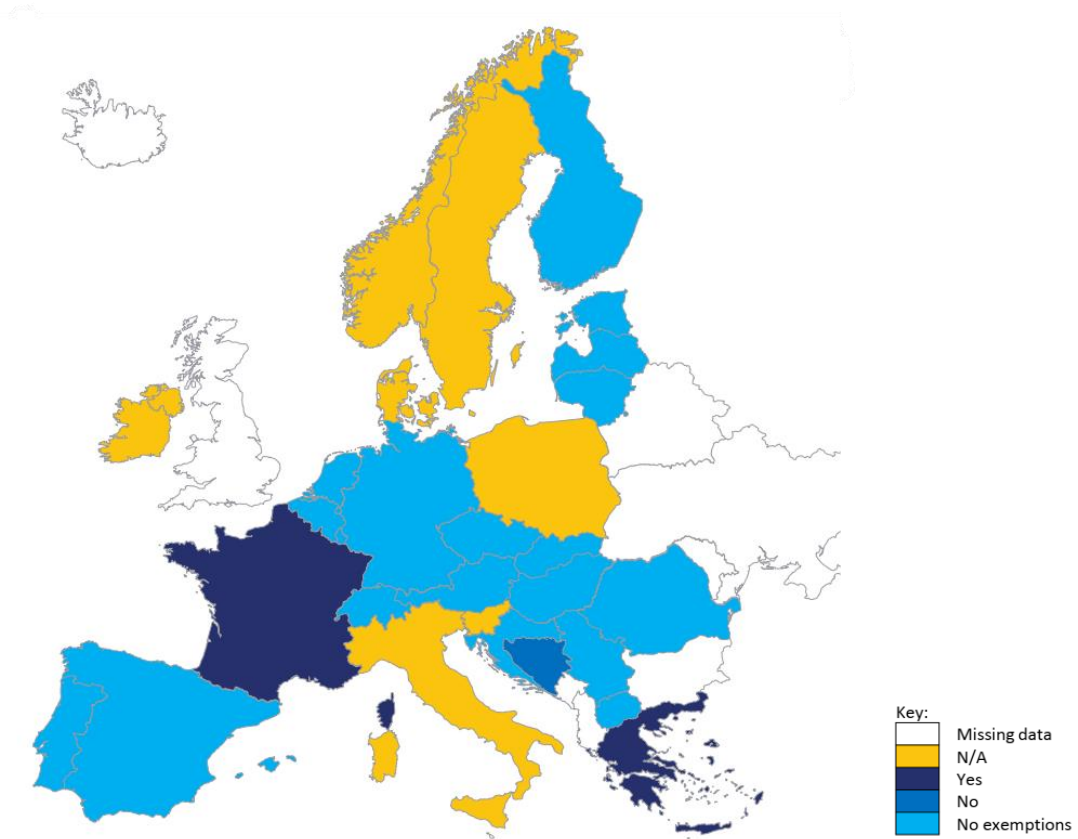 Key:
Missing data
N/A
Yes
No
No exemptions